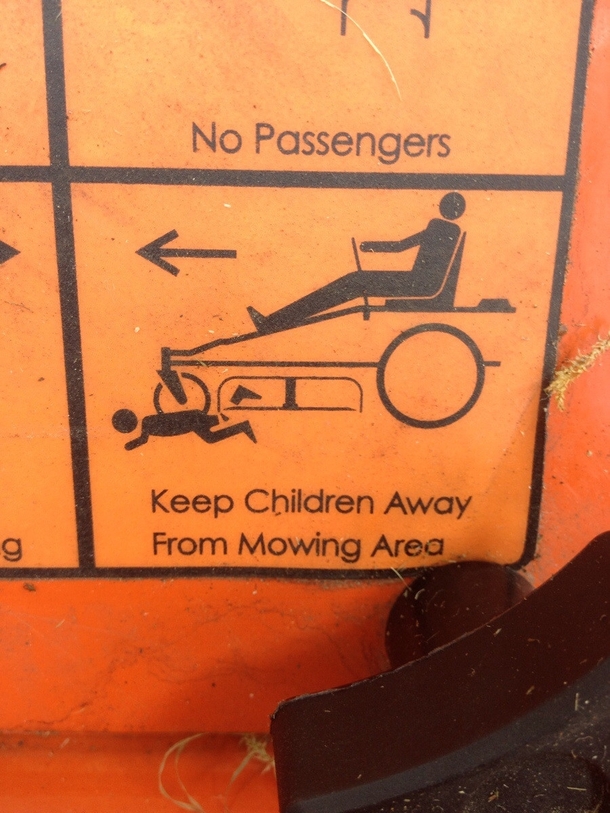 No Passengers
Keep Children Away
From Mowing Area